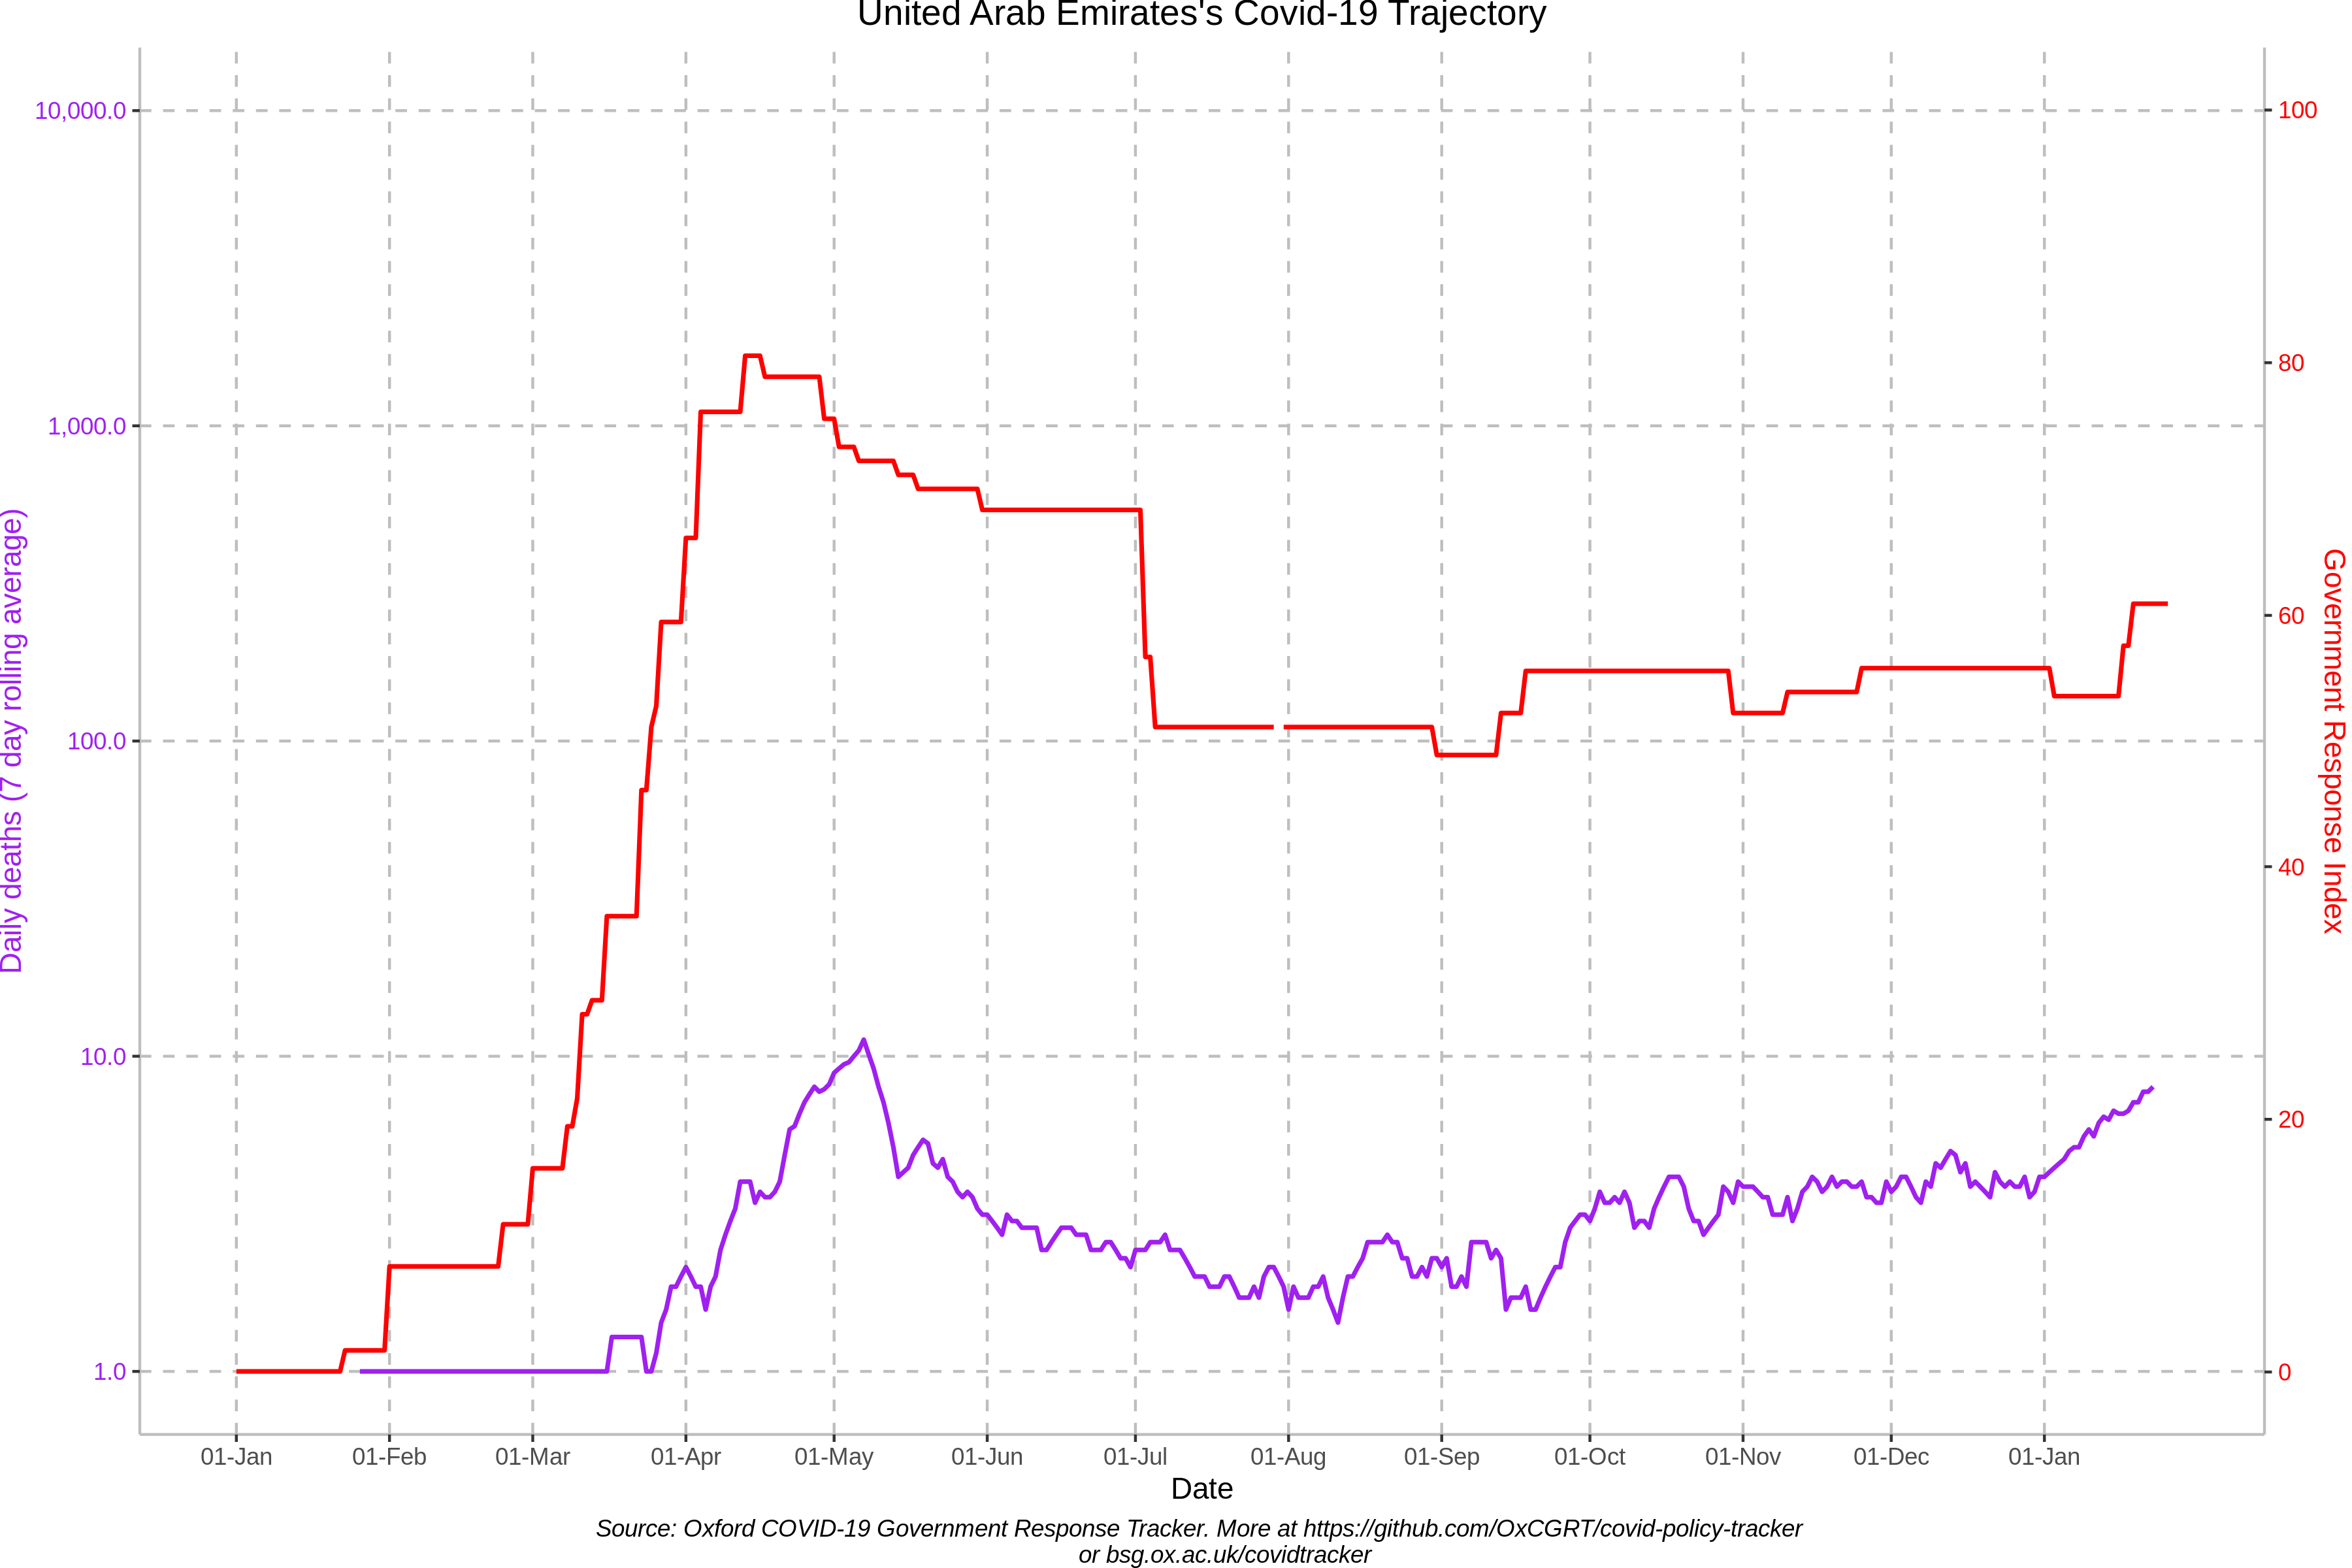 United Arab Emirates's Covid-19 Trajectory
10,000.0
1,000.0
100.0
10.0
1.0
Daily deaths (7 day rolling average)
100
80
60
40
20
0
Government Response Index
01-Jan 01-Feb 01-Mar 01-Apr 01-May 01-Jun 01-Jul 01-Aug 01-Sep 01-Oct 01-Nov 01-Dec 01-Jan
Date
Source: Oxford COVID-19 Government Response Tracker. More at https://github.com/OxCGRT/covid-policy-tracker
or bsg.ox.ac.uk/covidtracker